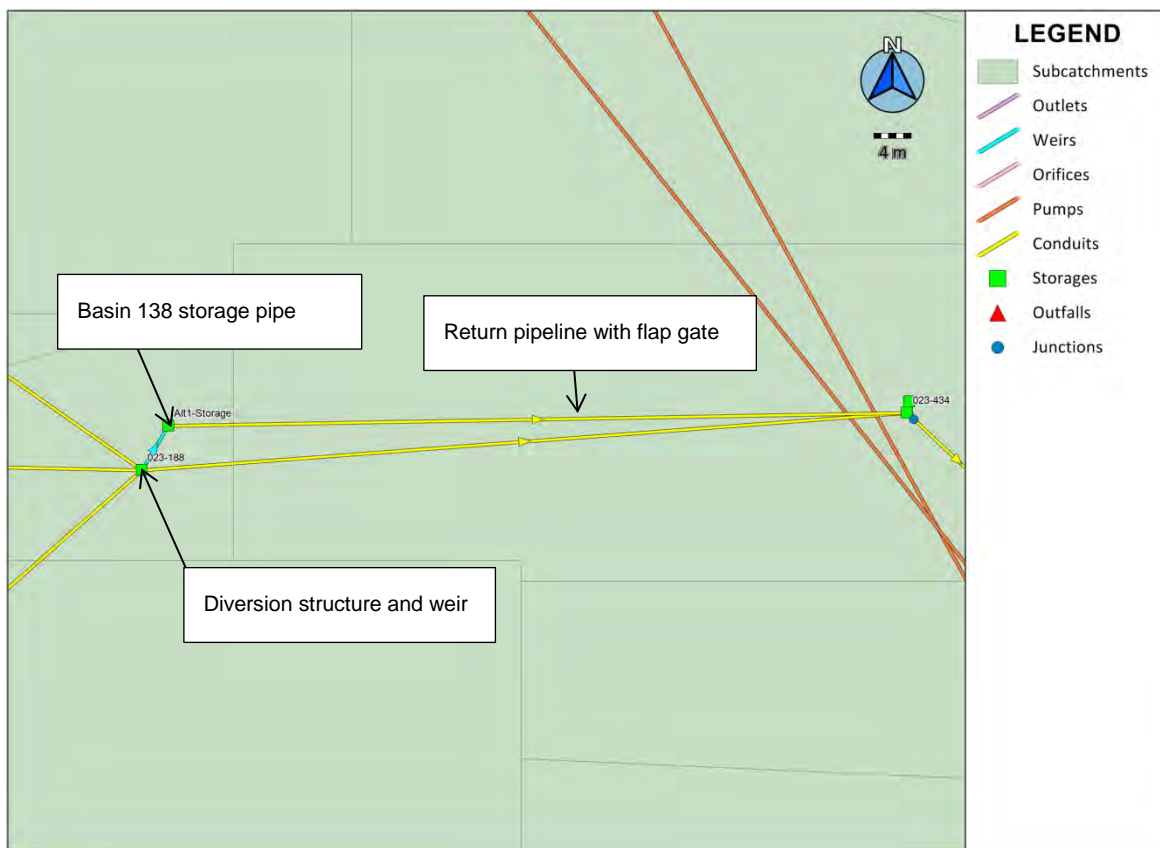 N
4 m
Basin 138 storage pipe
Return pipeline with flap gate
Alt1-Storage
023-434
023-188
Diversion structure and weir
LEGEND
Subcatchments
Outlets
Weirs
Orifices
Pumps
Conduits
Storages
Outfalls
Junctions